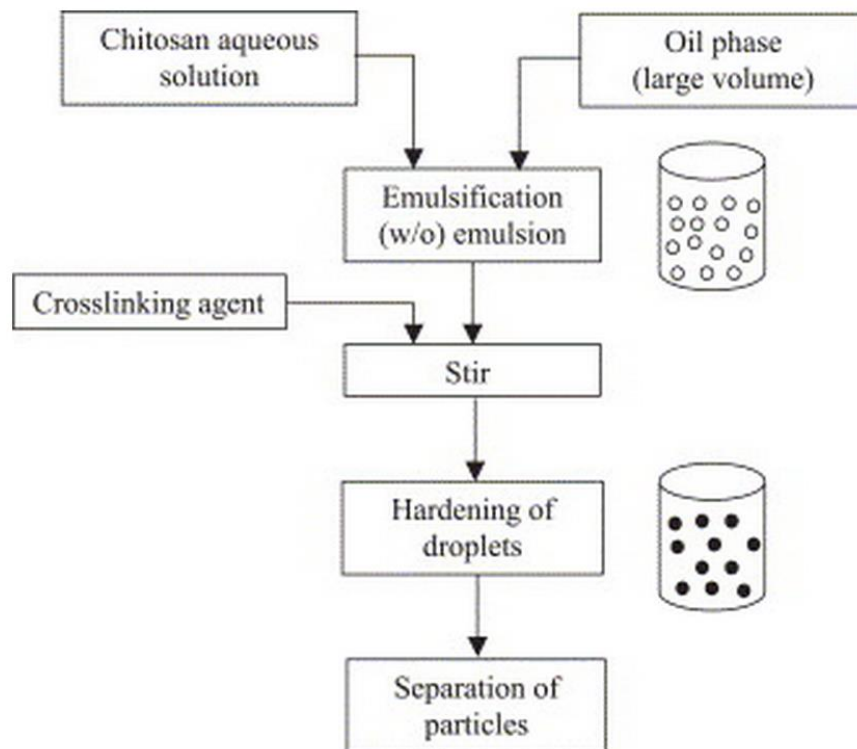 Chitosan aqueous
solution
Oil phase
(large volume)
Emulsification
(w/o) emulsion
Crosslinking agent
Stir
Hardening of
droplets
Separation of
particles